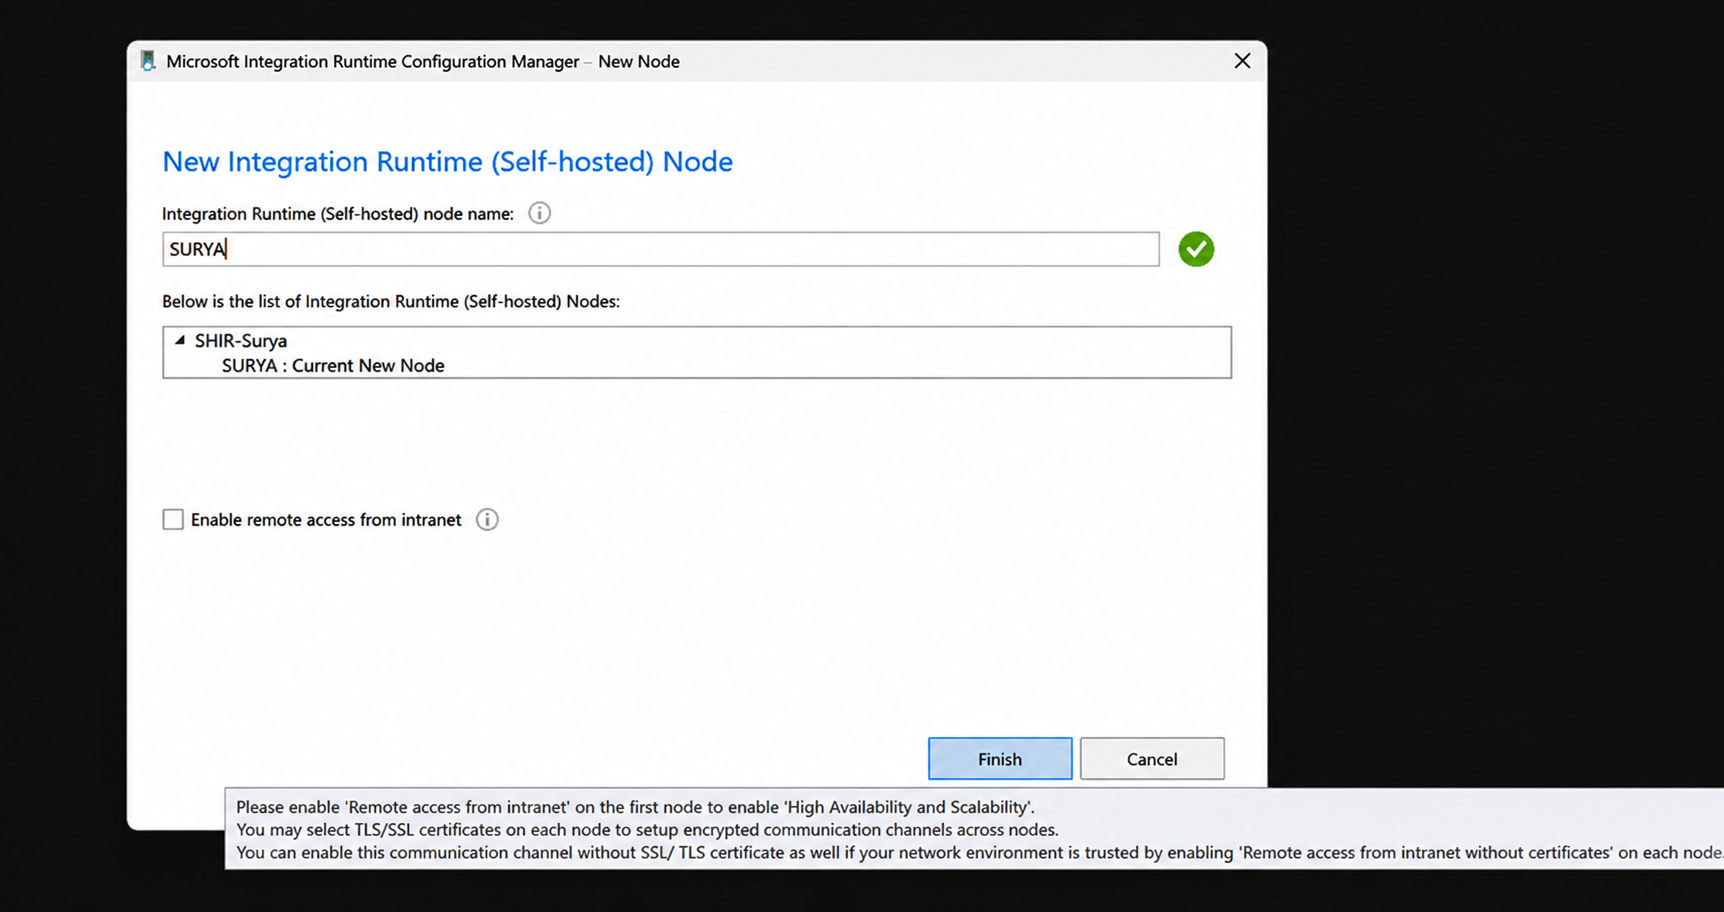 Microsoft Integration Runtime Configuration Manager – New Node
New Integration Runtime (Self-hosted) Node
Integration Runtime (Self-hosted) node name:
SURYA
Below is the list of Integration Runtime (Self-hosted) Nodes:
SHIR-Surya
SURYA : Current New Node
Enable remote access from intranet
Finish
Cancel
Please enable 'Remote access from intranet' on the first node to enable 'High Availability and Scalability'.
You may select TLS/SSL certificates on each node to setup encrypted communication channels across nodes.
You can enable this communication channel without SSL/ TLS certificate as well if your network environment is trusted by enabling 'Remote access from intranet without certificates' on each node.